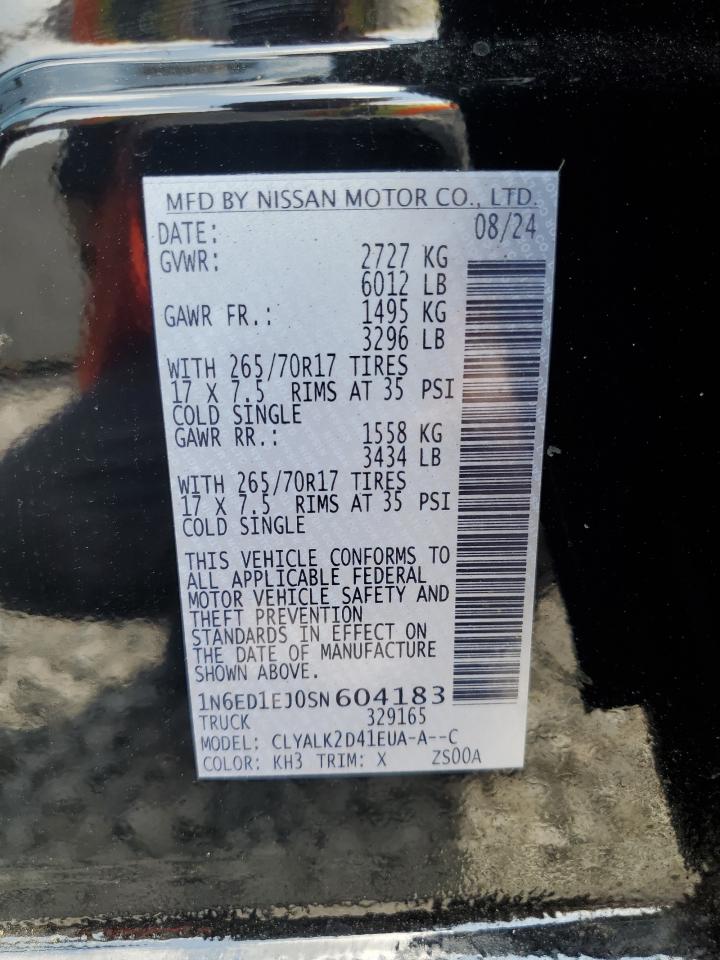 MFD BY NISSAN MOTOR CO., LTD.
DATE: 08/24
GVWR: 2727 KG
6012 LB
GAWR FR.: 1495 KG
3296 LB
WITH 265/70R17 TIRES
17 X 7.5 RIMS AT 35 PSI
COLD SINGLE
GAWR RR.: 1558 KG
3434 LB
WITH 265/70R17 TIRES
17 X 7.5 RIMS AT 35 PSI
COLD SINGLE
THIS VEHICLE CONFORMS TO
ALL APPLICABLE FEDERAL
MOTOR VEHICLE SAFETY AND
THEFT PREVENTION
STANDARDS IN EFFECT ON
THE DATE OF MANUFACTURE
SHOWN ABOVE.
1N6ED1EJ0SN604183
TRUCK 329165
MODEL: CLYALK2D41EUA-A--C
COLOR: KH3 TRIM: X ZS00A